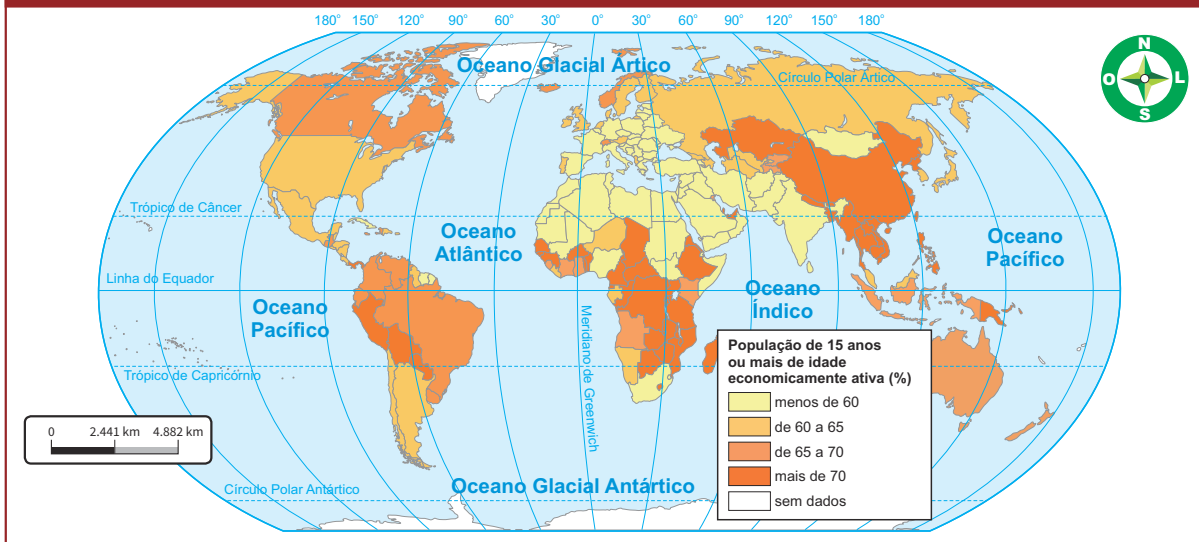 180° 150° 120° 90° 60° 30° 0° 30° 60° 90° 120° 150° 180°
Oceano Glacial Ártico
Círculo Polar Ártico
N
O
L
S
Trópico de Câncer
Oceano
Atlântico
Oceano
Pacífico
Linha do Equador
Oceano
Índico
Oceano
Pacífico
Meridiano de Greenwich
Trópico de Capricórnio
População de 15 anos
ou mais de idade
economicamente ativa (%)
menos de 60
de 60 a 65
de 65 a 70
mais de 70
sem dados
0 2.441 km 4.882 km
Círculo Polar Antártico
Oceano Glacial Antártico